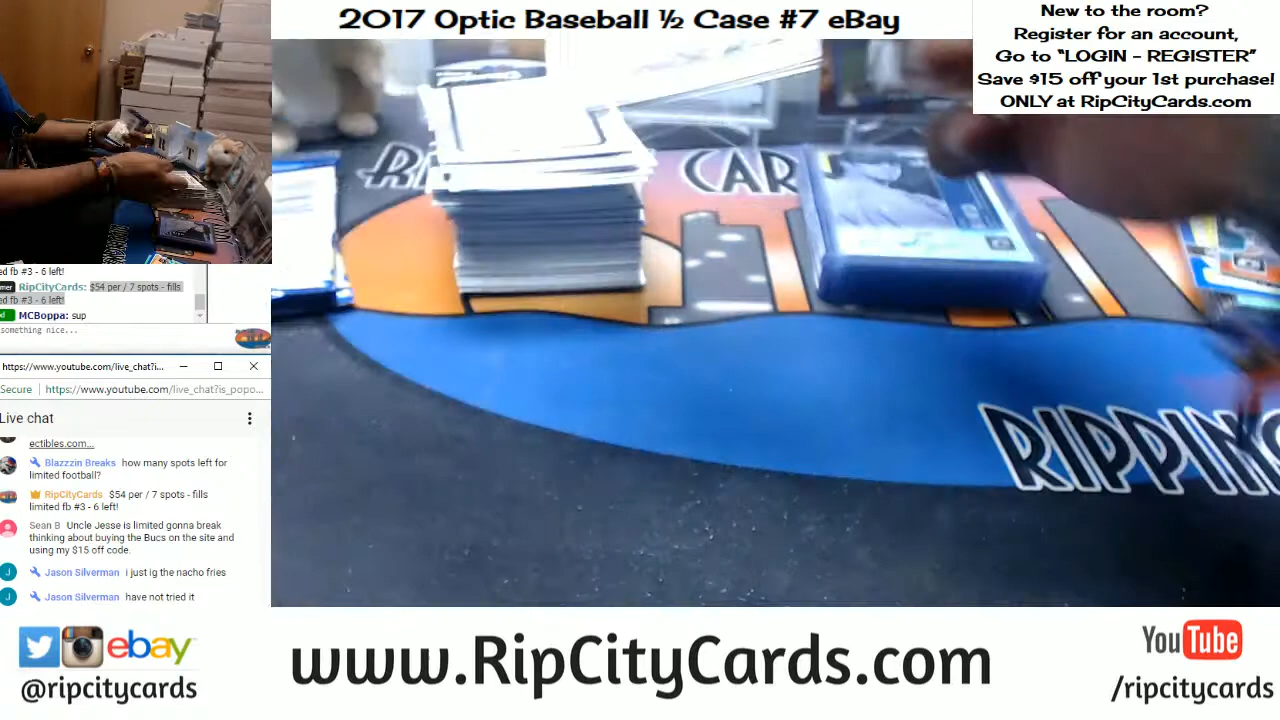 2017 Optic Baseball ½ Case #7 eBay
New to the room?
Register for an account,
Go to "LOGIN - REGISTER"
Save $15 off your 1st purchase!
ONLY at RipCityCards.com
CAR
RIPPING
ed fb #3 - 6 left!
RipCityCards: $54 per / 7 spots - fills
ed fb #3 - 6 left!
MCBoppa: sup
something nice...
https://www.youtube.com/live_chat?i...
Secure https://www.youtube.com/live_chat?is_popo...
Live chat
ectibles.com...
Blazzzin Breaks how many spots left for
limited football?
RipCityCards $54 per / 7 spots - fills
limited fb #3 - 6 left!
Sean B Uncle Jesse is limited gonna break
thinking about buying the Bucs on the site and
using my $15 off code.
J Jason Silverman i just ig the nacho fries
J Jason Silverman have not tried it
ebay
@ripcitycards
www.RipCityCards.com
YouTube
/ripcitycards